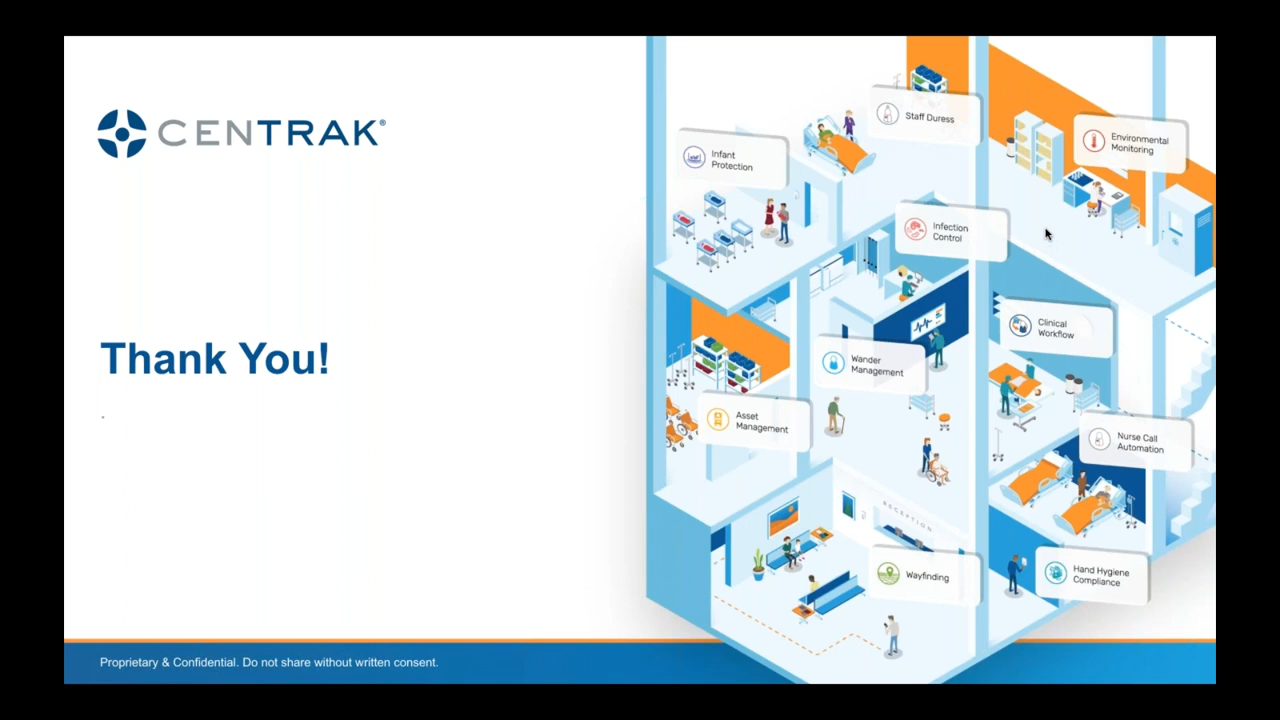 CENTRAK®
Thank You!
.
Staff Duress
Environmental
Monitoring
Infant
Protection
Infection
Control
Clinical
Workflow
Wander
Management
Asset
Management
Nurse Call
Automation
RECEPTION
Wayfinding
Hand Hygiene
Compliance
Proprietary & Confidential. Do not share without written consent.